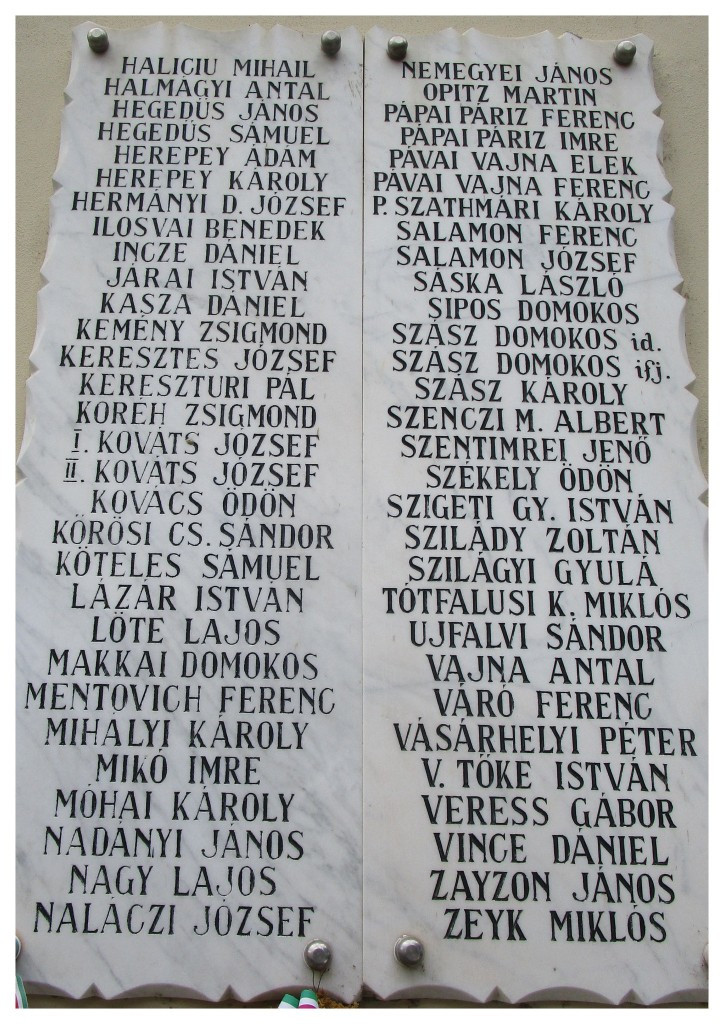 HALICIU MIHAIL
HALMÁGYI ANTAL
HEGEDŰS JÁNOS
HEGEDŰS SÁMUEL
HEREPEY ÁDÁM
HEREPEY KÁROLY
HERMÁNYI D. JÓZSEF
ILOSVAI BENEDEK
INCZE DÁNIEL
JÁRAI ISTVÁN
KASZA DÁNIEL
KEMÉNY ZSIGMOND
KERESZTES JÓZSEF
KERESZTURI PÁL
KORÉH ZSIGMOND
I. KOVÁTS JÓZSEF
II. KOVÁTS JÓZSEF
KOVÁCS ÖDÖN
KŐRÖSI CS. SÁNDOR
KÖTELES SÁMUEL
LÁZÁR ISTVÁN
LŐTE LAJOS
MAKKAI DOMOKOS
MENTOVICH FERENC
MIHÁLYI KÁROLY
MIKÓ IMRE
MÓHAI KÁROLY
NADÁNYI JÁNOS
NAGY LAJOS
NALÁCZI JÓZSEF
NEMEGYEI JÁNOS
OPITZ MARTIN
PÁPAI PÁRIZ FERENC
PÁPAI PÁRIZ IMRE
PÁVAI VAJNA ELEK
PÁVAI VAJNA FERENC
P. SZATHMÁRI KÁROLY
SALAMON FERENC
SALAMON JÓZSEF
SÁSKA LÁSZLÓ
SIPOS DOMOKOS
SZÁSZ DOMOKOS id.
SZÁSZ DOMOKOS ifj.
SZÁSZ KÁROLY
SZENCZI M. ALBERT
SZENTIMREI JENŐ
SZÉKELY ÖDÖN
SZIGETI GY. ISTVÁN
SZILÁDY ZOLTÁN
SZILÁGYI GYULÁ
TÓTFALUSI K. MIKLÓS
UJFALVI SÁNDOR
VAJNA ANTAL
VÁRÓ FERENC
VÁSÁRHELYI PÉTER
V. TŐKE ISTVÁN
VERESS GÁBOR
VINCE DÁNIEL
ZAYZON JÁNOS
ZEYK MIKLÓS